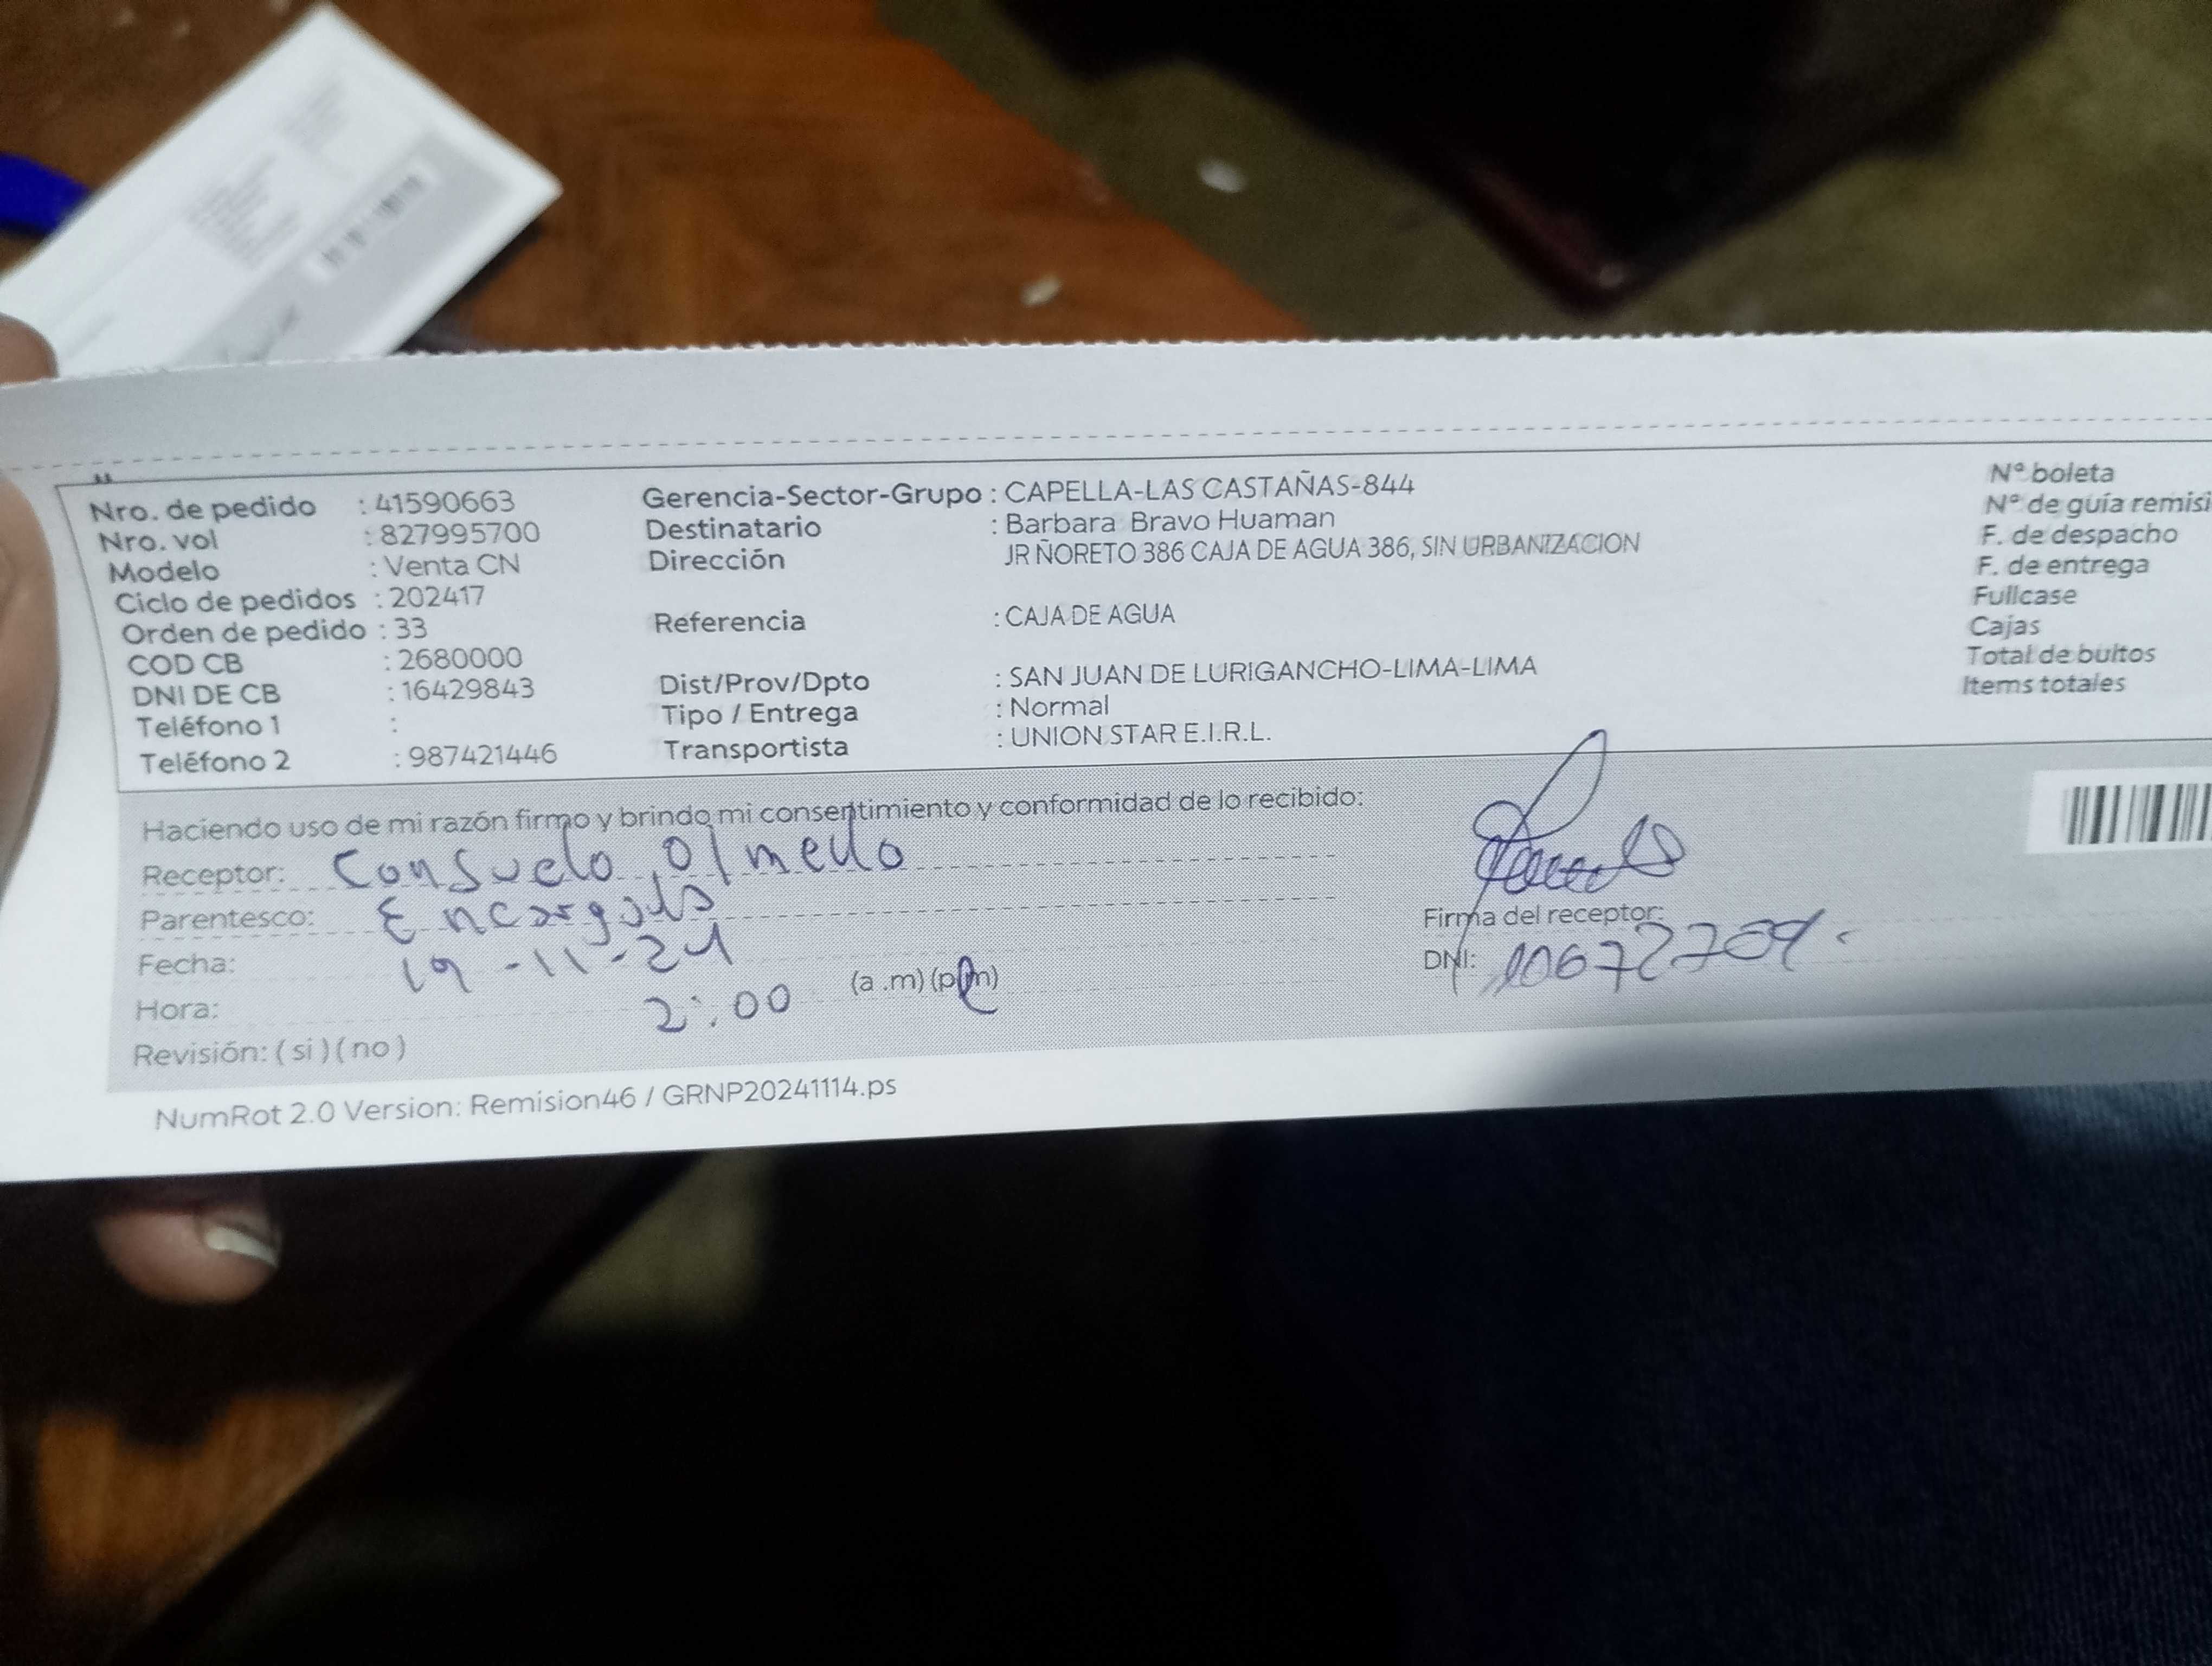 Nro. de pedido : 41590663
Nro. vol : 827995700
Modelo : Venta CN
Ciclo de pedidos : 202417
Orden de pedido : 33
COD CB : 2680000
DNI DE CB : 16429843
Teléfono 1 :
Teléfono 2 : 987421446
Gerencia-Sector-Grupo : CAPELLA-LAS CASTAÑAS-844
Destinatario : Barbara Bravo Huaman
Dirección JR ÑORETO 386 CAJA DE AGUA 386, SIN URBANIZACION
Referencia : CAJA DE AGUA
Dist/Prov/Dpto : SAN JUAN DE LURIGANCHO-LIMA-LIMA
Tipo / Entrega : Normal
Transportista : UNION STAR E.I.R.L.
N° boleta
N° de guía remisi
F. de despacho
F. de entrega
Fullcase
Cajas
Total de bultos
Items totales
Haciendo uso de mi razón firmo y brindo mi consentimiento y conformidad de lo recibido:
Receptor: Consuelo Olmedo
Parentesco: Encargada
Fecha: 19-11-24
Hora: 2:00 (a .m) (p.m)
Revisión: ( si ) ( no )
Firma del receptor:
DNI: 10672709.
NumRot 2.0 Version: Remision46 / GRNP20241114.ps